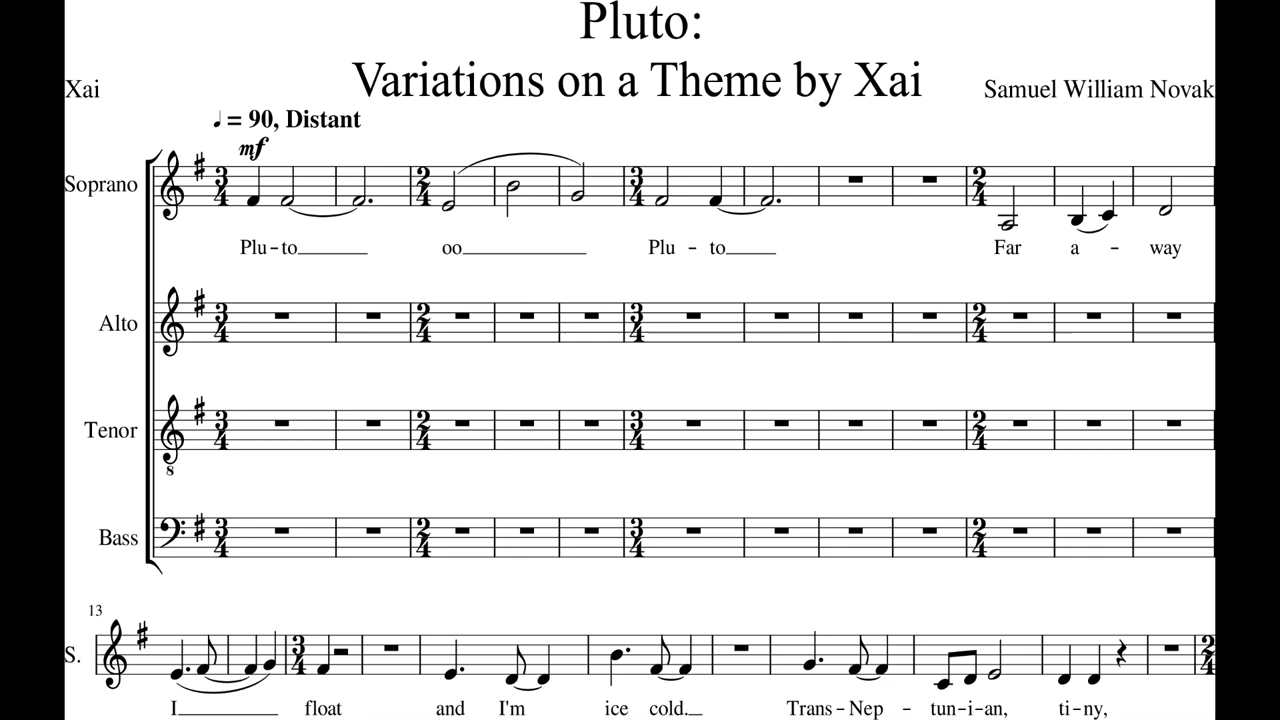 Pluto:
Variations on a Theme by Xai
Xai
Samuel William Novak
♩ = 90, Distant
mf
Soprano
Plu-to oo Plu - to Far a - way
Alto
Tenor
8
Bass
13
S.
I float and I'm ice cold. Trans-Nep - tun-i-an, ti-ny,